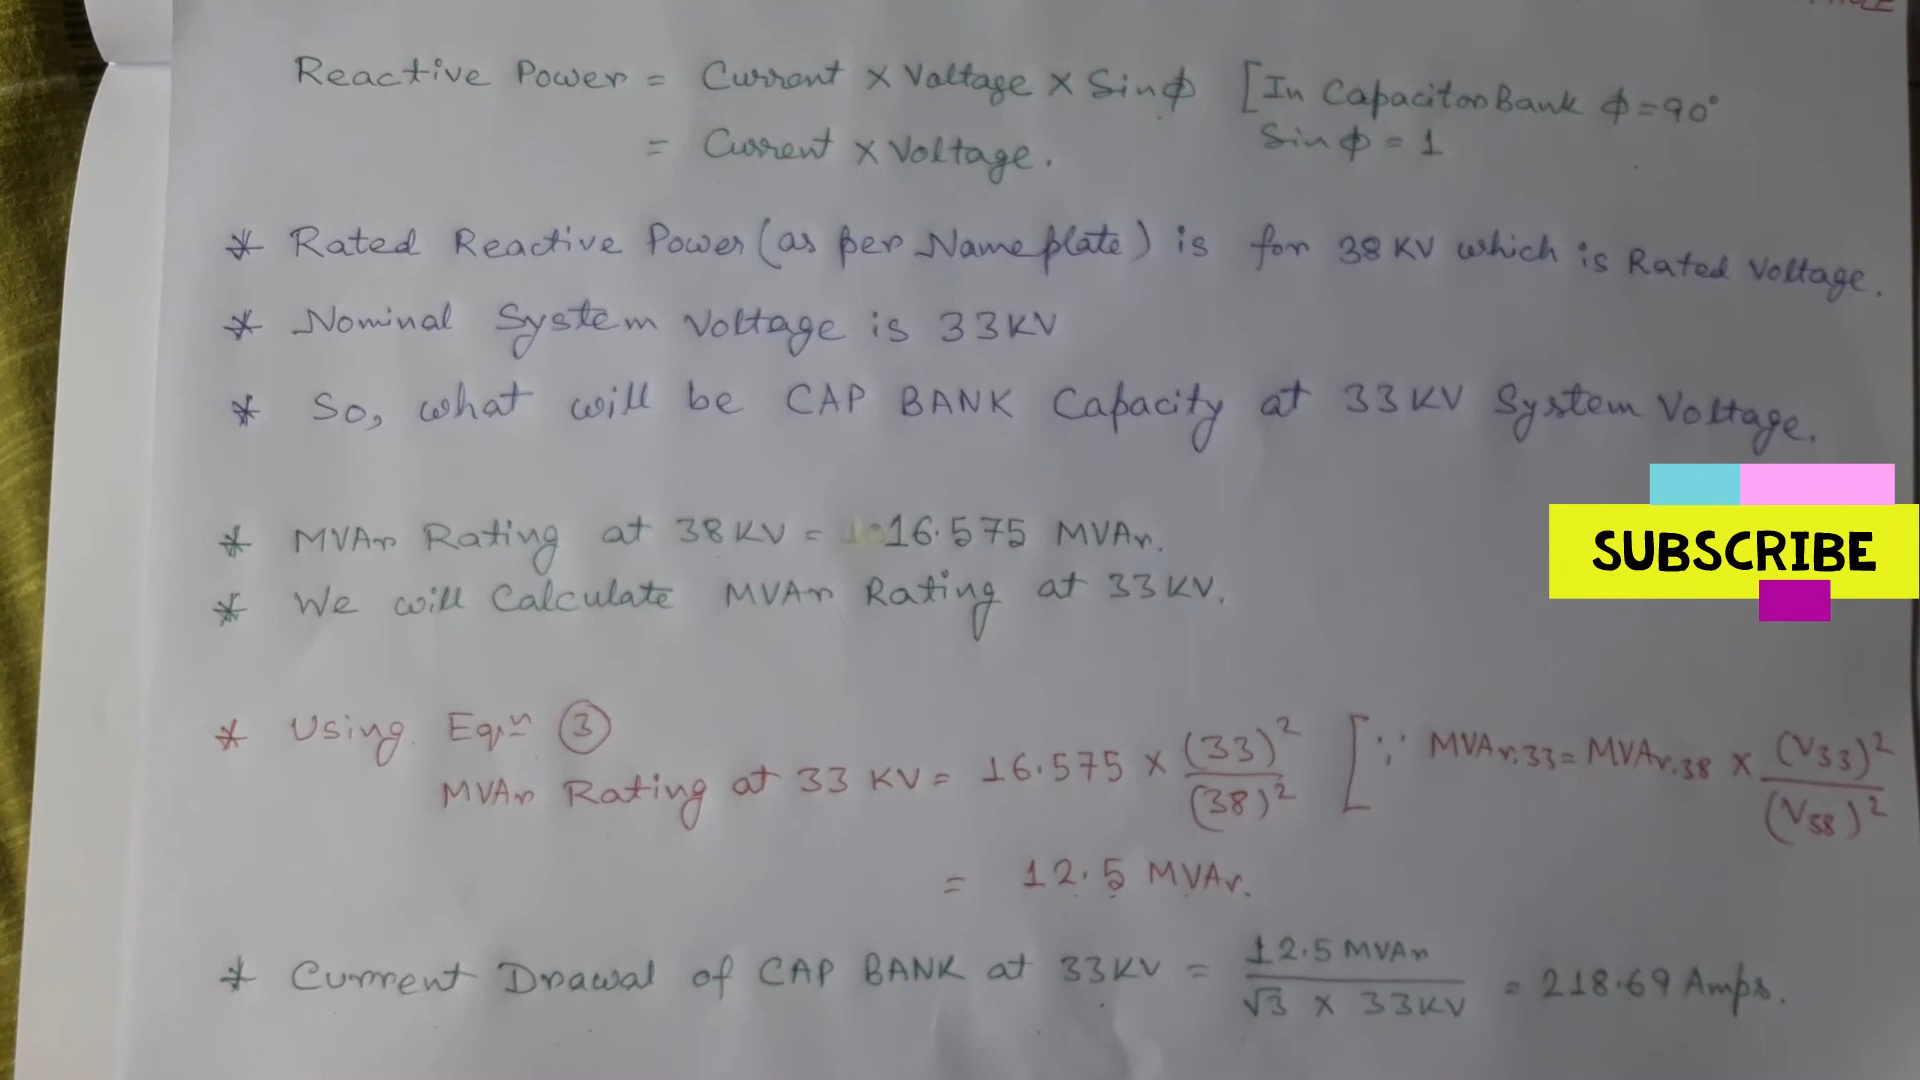 Reactive Power = Current × Voltage × Sinϕ [In Capacitor Bank ϕ=90°
= Current × Voltage. Sinϕ = 1
* Rated Reactive Power (as per Nameplate) is for 38 KV which is Rated Voltage.
* Nominal System Voltage is 33KV
* So, what will be CAP BANK Capacity at 33KV System Voltage.
SUBSCRIBE
* MVAr Rating at 38KV = 16.575 MVAr.
* We will Calculate MVAr Rating at 33KV.
* Using Eqⁿ ③
MVAr Rating at 33 KV = 16.575 × (33)²/(38)² [∵ MVAr.33 = MVAr.38 × (V33)²/(V38)²
= 12.5 MVAr.
* Current Drawal of CAP BANK at 33KV = 12.5 MVAr/√3 × 33KV = 218.69 Amps.